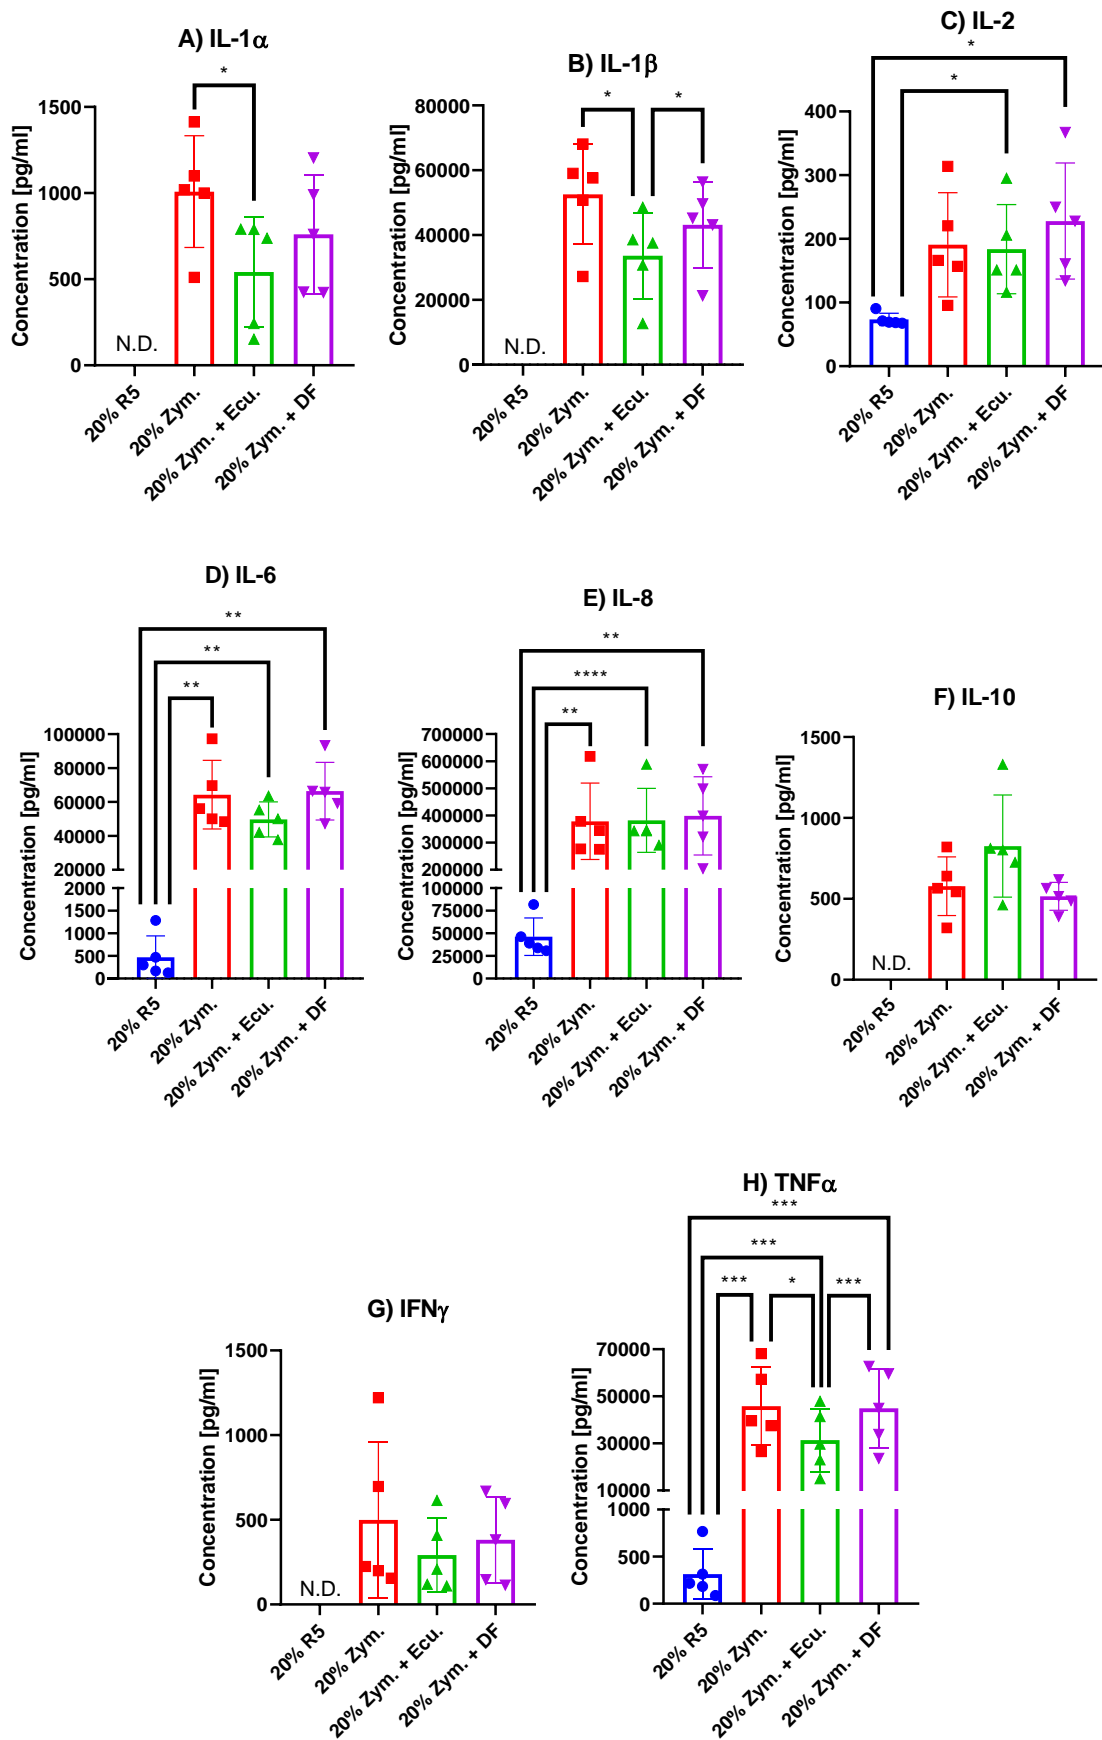 A) IL-1α
*
Concentration [pg/ml]
1500
1000
500
0
N.D.
20% R5
20% Zym.
20% Zym. + Ecu.
20% Zym. + DF
B) IL-1β
*
*
Concentration [pg/ml]
80000
60000
40000
20000
0
N.D.
20% R5
20% Zym.
20% Zym. + Ecu.
20% Zym. + DF
C) IL-2
*
*
Concentration [pg/ml]
400
300
200
100
0
20% R5
20% Zym.
20% Zym. + Ecu.
20% Zym. + DF
D) IL-6
**
**
**
Concentration [pg/ml]
100000
80000
60000
40000
20000
2000
1500
1000
500
0
20% R5
20% Zym.
20% Zym. + Ecu.
20% Zym. + DF
E) IL-8
**
****
**
Concentration [pg/ml]
700000
600000
500000
400000
300000
200000
100000
75000
50000
25000
0
20% R5
20% Zym.
20% Zym. + Ecu.
20% Zym. + DF
F) IL-10
Concentration [pg/ml]
1500
1000
500
0
N.D.
20% R5
20% Zym.
20% Zym. + Ecu.
20% Zym. + DF
G) IFNγ
Concentration [pg/ml]
1500
1000
500
0
N.D.
20% R5
20% Zym.
20% Zym. + Ecu.
20% Zym. + DF
H) TNFα
***
***
***
*
***
Concentration [pg/ml]
70000
50000
30000
10000
1000
500
0
20% R5
20% Zym.
20% Zym. + Ecu.
20% Zym. + DF